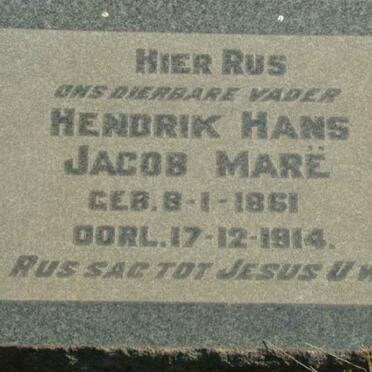 HIER RUS
ONS DIERBARE VADER
HENDRIK HANS
JACOB MARË
GEB. 8-1-1861
OORL. 17-12-1914.
RUS SAG TOT JESUS U